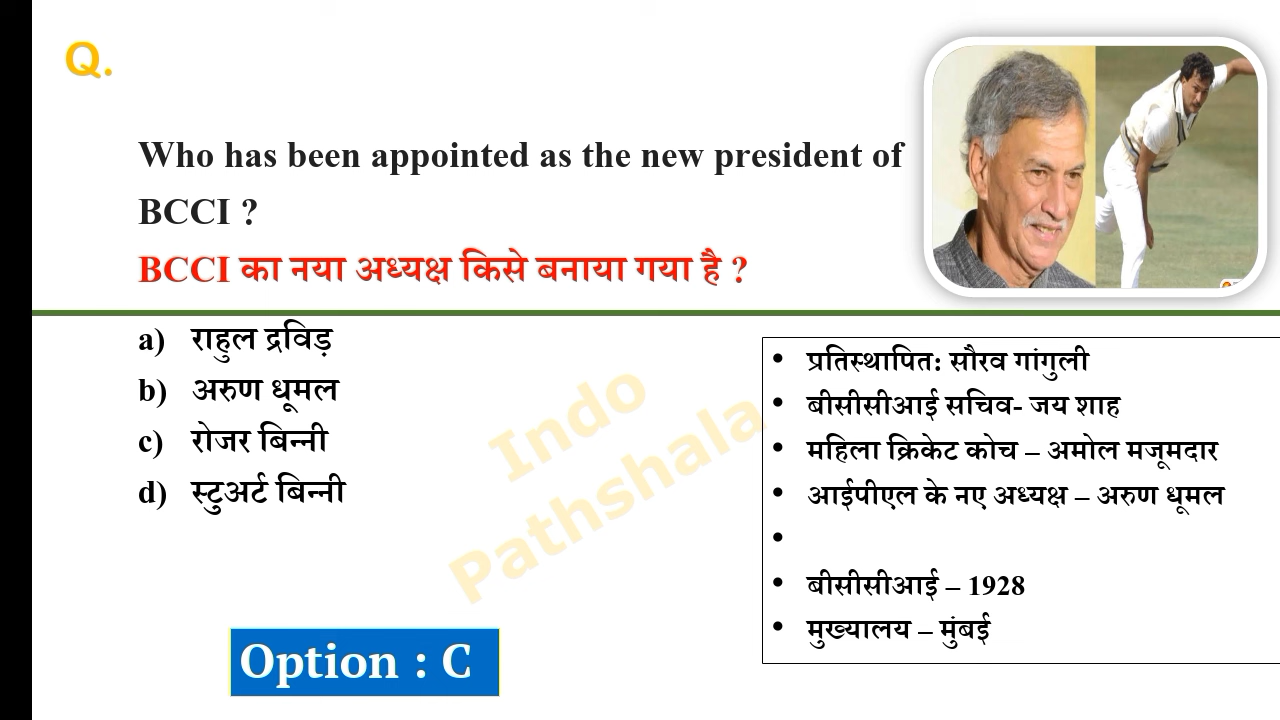 Q.
Who has been appointed as the new president of
BCCI ?
BCCI का नया अध्यक्ष किसे बनाया गया है ?
a) राहुल द्रविड़
b) अरुण धूमल
c) रोजर बिन्नी
d) स्टुअर्ट बिन्नी
Option : C
• प्रतिस्थापित: सौरव गांगुली
• बीसीसीआई सचिव- जय शाह
• महिला क्रिकेट कोच – अमोल मजूमदार
• आईपीएल के नए अध्यक्ष – अरुण धूमल
•
• बीसीसीआई – 1928
• मुख्यालय – मुंबई
Indo
Pathshala